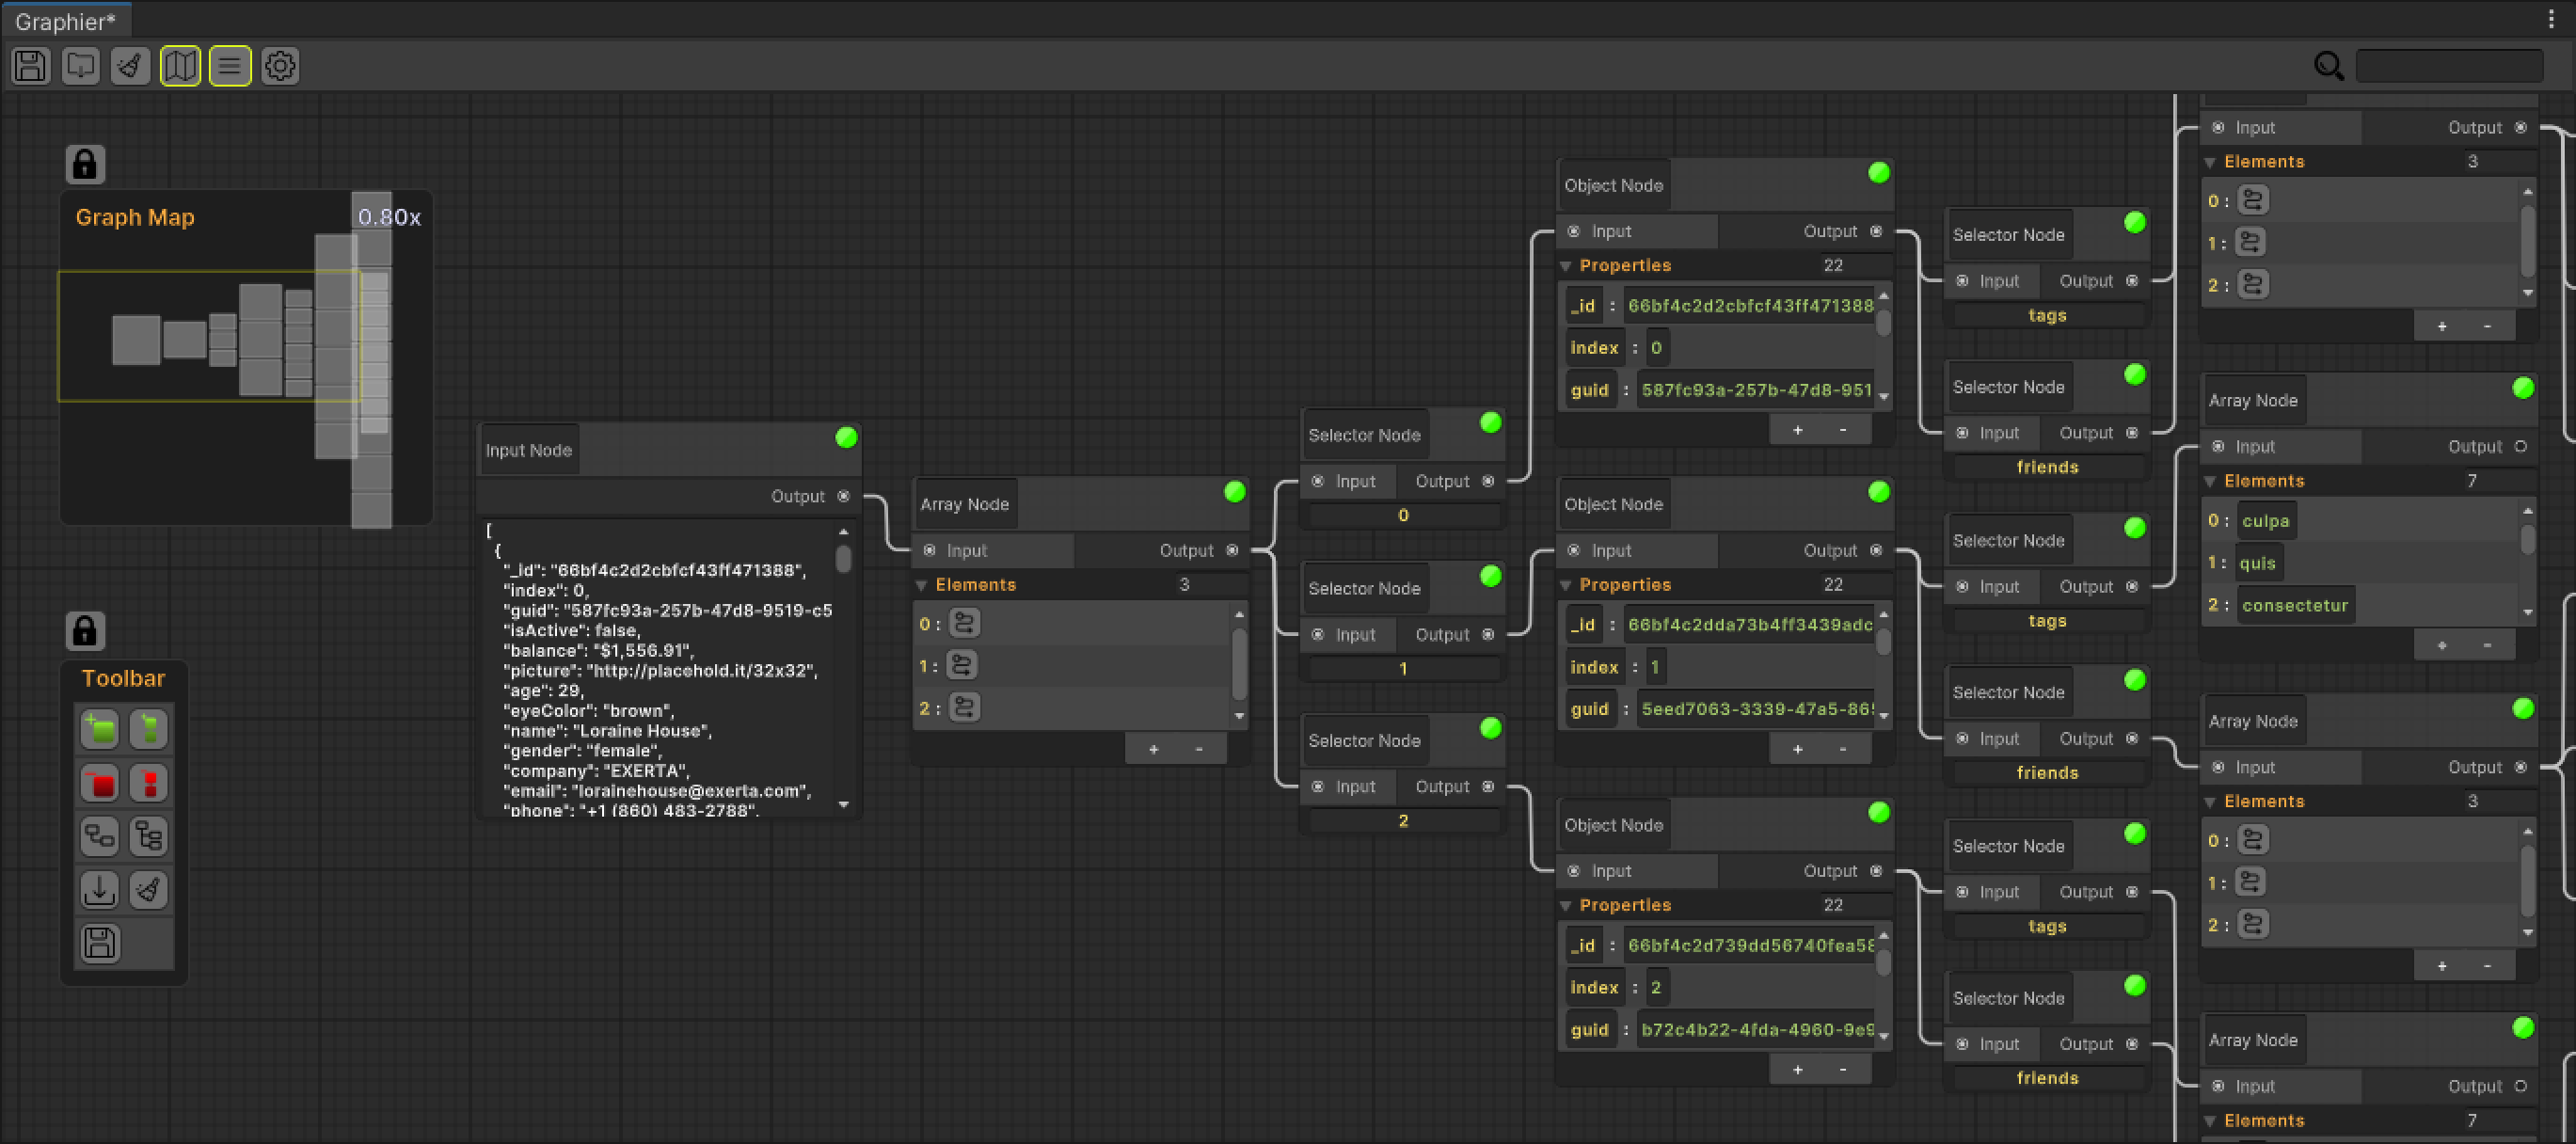 Graphier*
Graph Map
0.80x
Toolbar
Input Node
Output
[
{
"_id": "66bf4c2d2cbfcf43ff471388",
"index": 0,
"guid": "587fc93a-257b-47d8-9519-c5
"isActive": false,
"balance": "$1,556.91",
"picture": "http://placehold.it/32x32",
"age": 29,
"eyeColor": "brown",
"name": "Loraine House",
"gender": "female",
"company": "EXERTA",
"email": "lorainehouse@exerta.com",
"phone": "+1 (860) 483-2788",
Array Node
Input Output
Elements 3
0 :
1 :
2 :
+ -
Selector Node
Input Output
0
Selector Node
Input Output
1
Selector Node
Input Output
2
Object Node
Input Output
Properties 22
_id : 66bf4c2d2cbfcf43ff471388
index : 0
guid : 587fc93a-257b-47d8-951
+ -
Object Node
Input Output
Properties 22
_id : 66bf4c2dda73b4ff3439adc
index : 1
guid : 5eed7063-3339-47a5-865
+ -
Object Node
Input Output
Properties 22
_id : 66bf4c2d739dd56740fea58
index : 2
guid : b72c4b22-4fda-4960-9e9
+ -
Selector Node
Input Output
tags
Selector Node
Input Output
friends
Selector Node
Input Output
tags
Selector Node
Input Output
friends
Selector Node
Input Output
tags
Selector Node
Input Output
friends
Input Output
Elements 3
0 :
1 :
2 :
+ -
Array Node
Input Output
Elements 7
0 : culpa
1 : quis
2 : consectetur
+ -
Array Node
Input Output
Elements 3
0 :
1 :
2 :
+ -
Array Node
Input Output
Elements 7